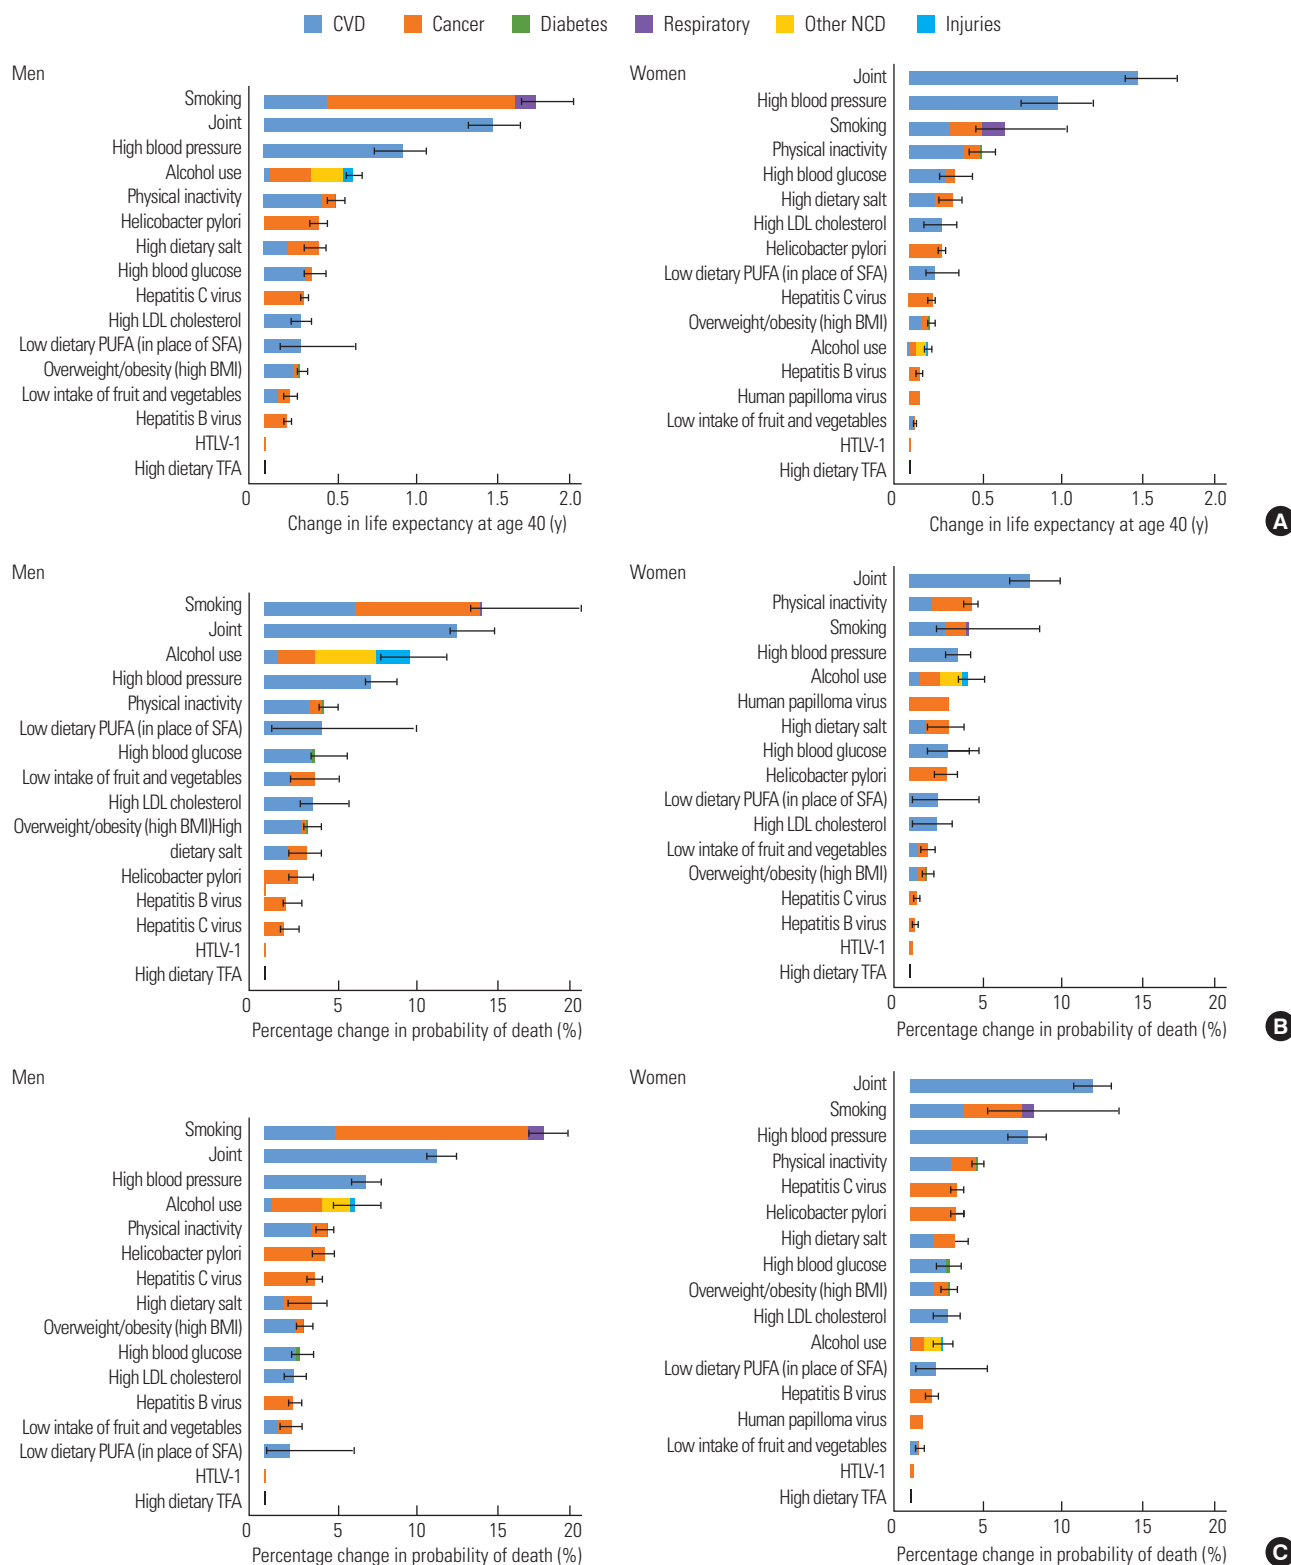 CVD Cancer Diabetes Respiratory Other NCD Injuries
Men
Smoking
Joint
High blood pressure
Alcohol use
Physical inactivity
Helicobacter pylori
High dietary salt
High blood glucose
Hepatitis C virus
High LDL cholesterol
Low dietary PUFA (in place of SFA)
Overweight/obesity (high BMI)
Low intake of fruit and vegetables
Hepatitis B virus
HTLV-1
High dietary TFA
0 0.5 1.0 1.5 2.0
Change in life expectancy at age 40 (y)
Women
Joint
High blood pressure
Smoking
Physical inactivity
High blood glucose
High dietary salt
High LDL cholesterol
Helicobacter pylori
Low dietary PUFA (in place of SFA)
Hepatitis C virus
Overweight/obesity (high BMI)
Alcohol use
Hepatitis B virus
Human papilloma virus
Low intake of fruit and vegetables
HTLV-1
High dietary TFA
0 0.5 1.0 1.5 2.0
Change in life expectancy at age 40 (y)
A
Men
Smoking
Joint
Alcohol use
High blood pressure
Physical inactivity
Low dietary PUFA (in place of SFA)
High blood glucose
Low intake of fruit and vegetables
High LDL cholesterol
Overweight/obesity (high BMI)High
dietary salt
Helicobacter pylori
Hepatitis B virus
Hepatitis C virus
HTLV-1
High dietary TFA
0 5 10 15 20
Percentage change in probability of death (%)
Women
Joint
Physical inactivity
Smoking
High blood pressure
Alcohol use
Human papilloma virus
High dietary salt
High blood glucose
Helicobacter pylori
Low dietary PUFA (in place of SFA)
High LDL cholesterol
Low intake of fruit and vegetables
Overweight/obesity (high BMI)
Hepatitis C virus
Hepatitis B virus
HTLV-1
High dietary TFA
0 5 10 15 20
Percentage change in probability of death (%)
B
Men
Smoking
Joint
High blood pressure
Alcohol use
Physical inactivity
Helicobacter pylori
Hepatitis C virus
High dietary salt
Overweight/obesity (high BMI)
High blood glucose
High LDL cholesterol
Hepatitis B virus
Low intake of fruit and vegetables
Low dietary PUFA (in place of SFA)
HTLV-1
High dietary TFA
0 5 10 15 20
Percentage change in probability of death (%)
Women
Joint
Smoking
High blood pressure
Physical inactivity
Hepatitis C virus
Helicobacter pylori
High dietary salt
High blood glucose
Overweight/obesity (high BMI)
High LDL cholesterol
Alcohol use
Low dietary PUFA (in place of SFA)
Hepatitis B virus
Human papilloma virus
Low intake of fruit and vegetables
HTLV-1
High dietary TFA
0 5 10 15 20
Percentage change in probability of death (%)
C